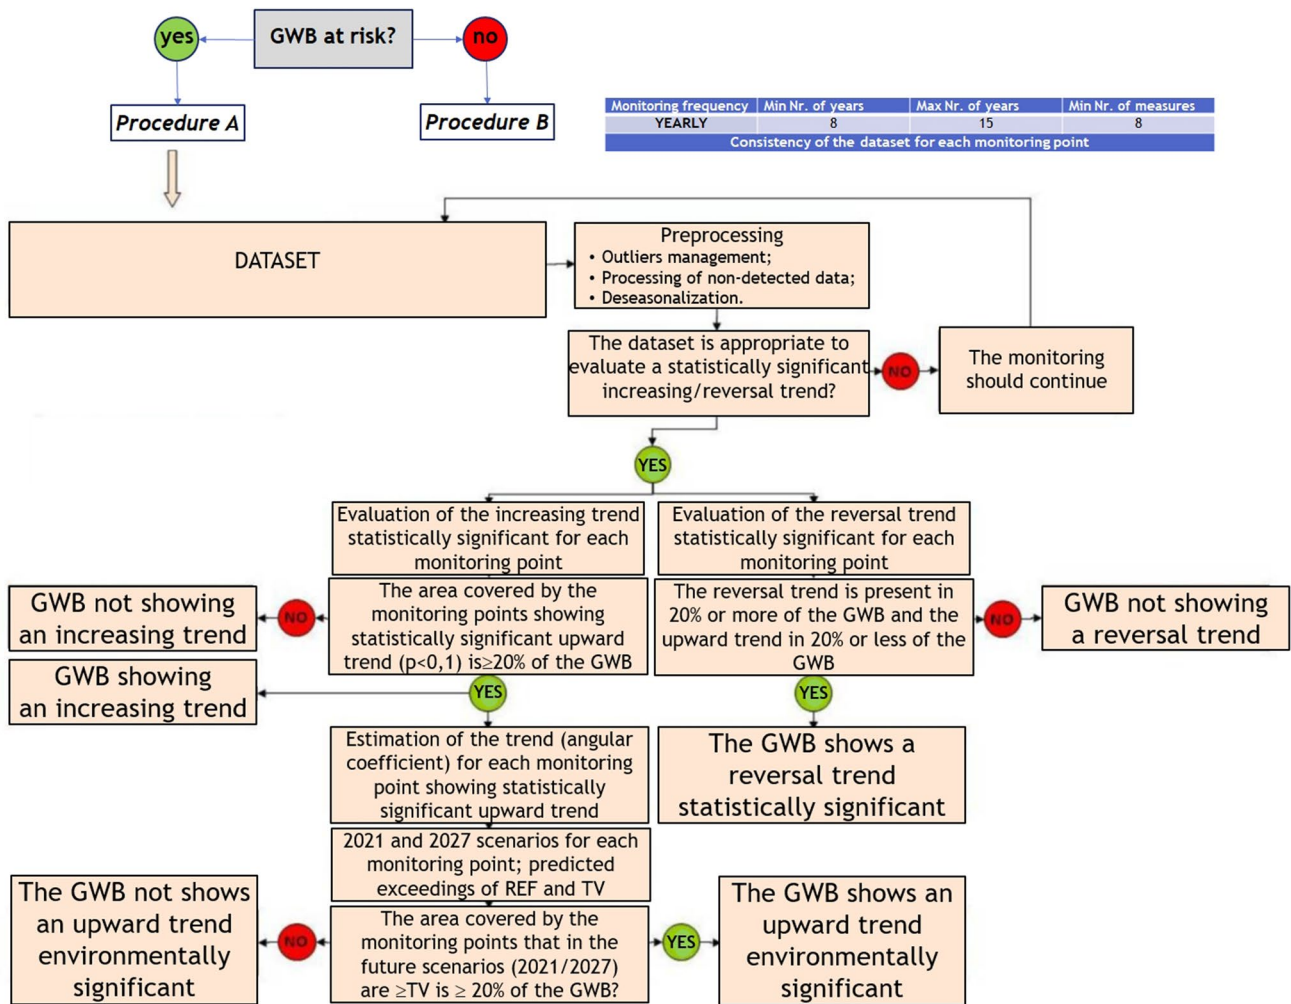 yes
GWB at risk?
no
Procedure A
Procedure B
Monitoring frequency Min Nr. of years Max Nr. of years Min Nr. of measures
YEARLY 8 15 8
Consistency of the dataset for each monitoring point
DATASET
Preprocessing
• Outliers management;
• Processing of non-detected data;
• Deseasonalization.
The dataset is appropriate to
evaluate a statistically significant
increasing/reversal trend?
NO
The monitoring
should continue
YES
Evaluation of the increasing trend
statistically significant for each
monitoring point
Evaluation of the reversal trend
statistically significant for each
monitoring point
GWB not showing
an increasing trend
NO
The area covered by the
monitoring points showing
statistically significant upward
trend (p<0,1) is≥20% of the GWB
The reversal trend is present in
20% or more of the GWB and the
upward trend in 20% or less of the
GWB
NO
GWB not showing
a reversal trend
GWB showing
an increasing trend
YES
YES
Estimation of the trend (angular
coefficient) for each monitoring
point showing statistically
significant upward trend
The GWB shows a
reversal trend
statistically significant
2021 and 2027 scenarios for each
monitoring point; predicted
exceedings of REF and TV
The GWB not shows
an upward trend
environmentally
significant
NO
The area covered by the
monitoring points that in the
future scenarios (2021/2027)
are ≥TV is ≥ 20% of the GWB?
YES
The GWB shows an
upward trend
environmentally
significant